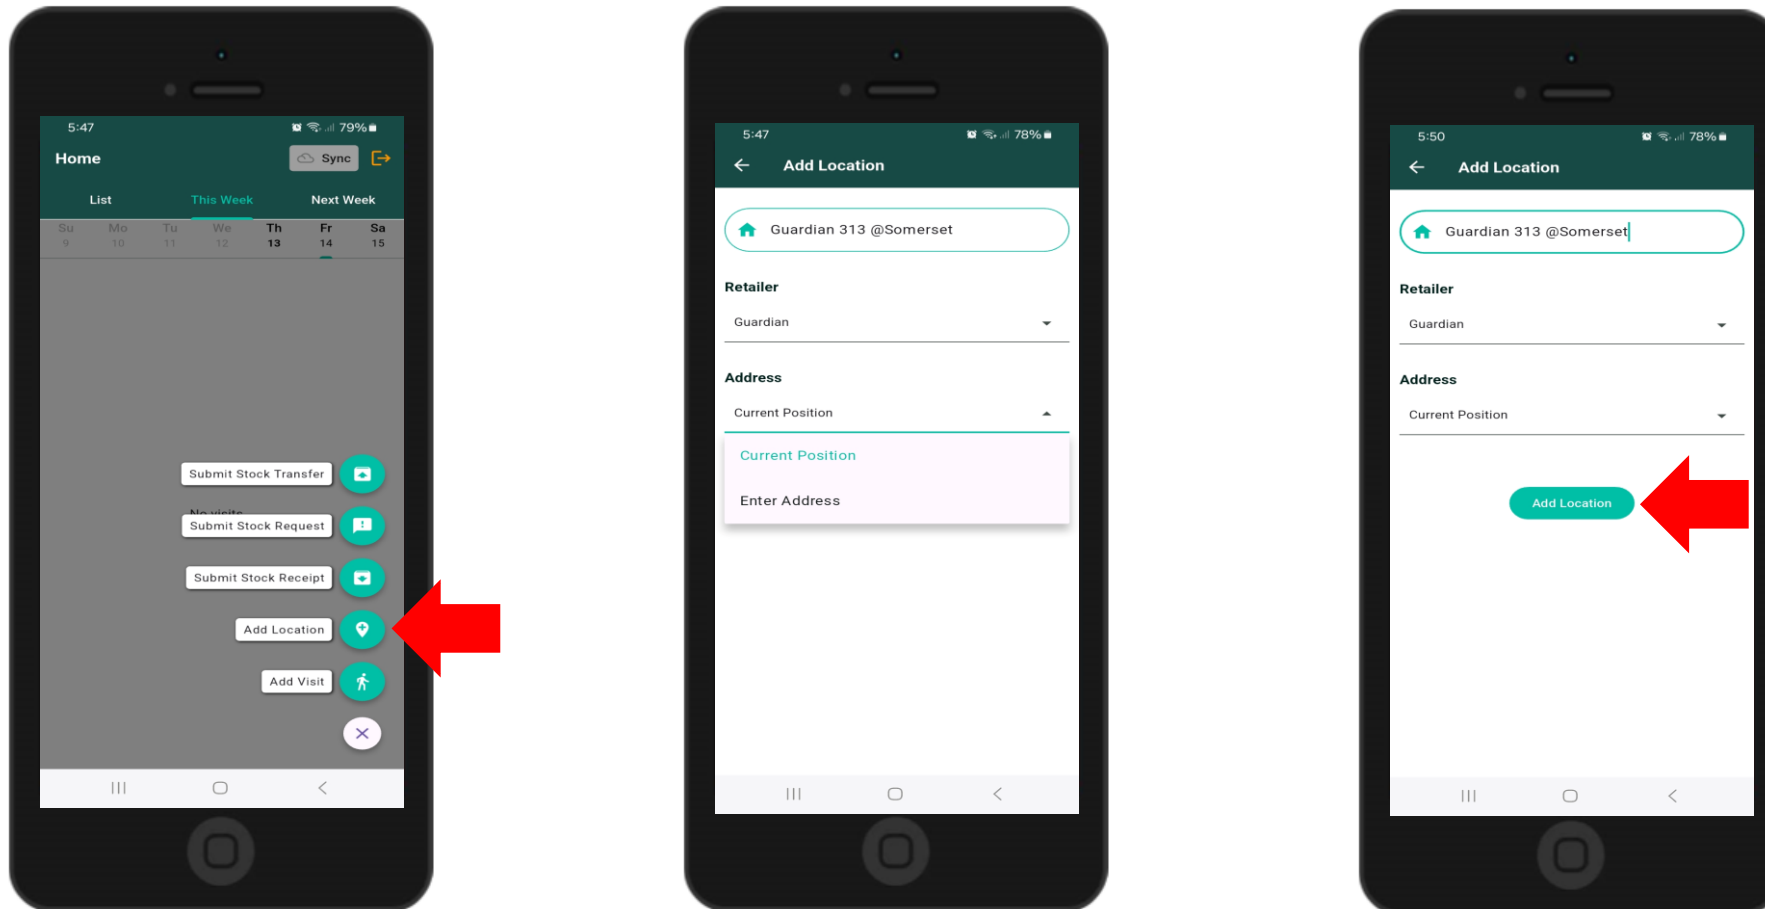 5:47
79%
Home
Sync
List
This Week
Next Week
Su Mo Tu We Th Fr Sa
9 10 11 12 13 14 15
Submit Stock Transfer
No visits
Submit Stock Request
Submit Stock Receipt
Add Location
Add Visit
5:47
78%
Add Location
Guardian 313 @Somerset
Retailer
Guardian
Address
Current Position
Current Position
Enter Address
5:50
78%
Add Location
Guardian 313 @Somerset
Retailer
Guardian
Address
Current Position
Add Location